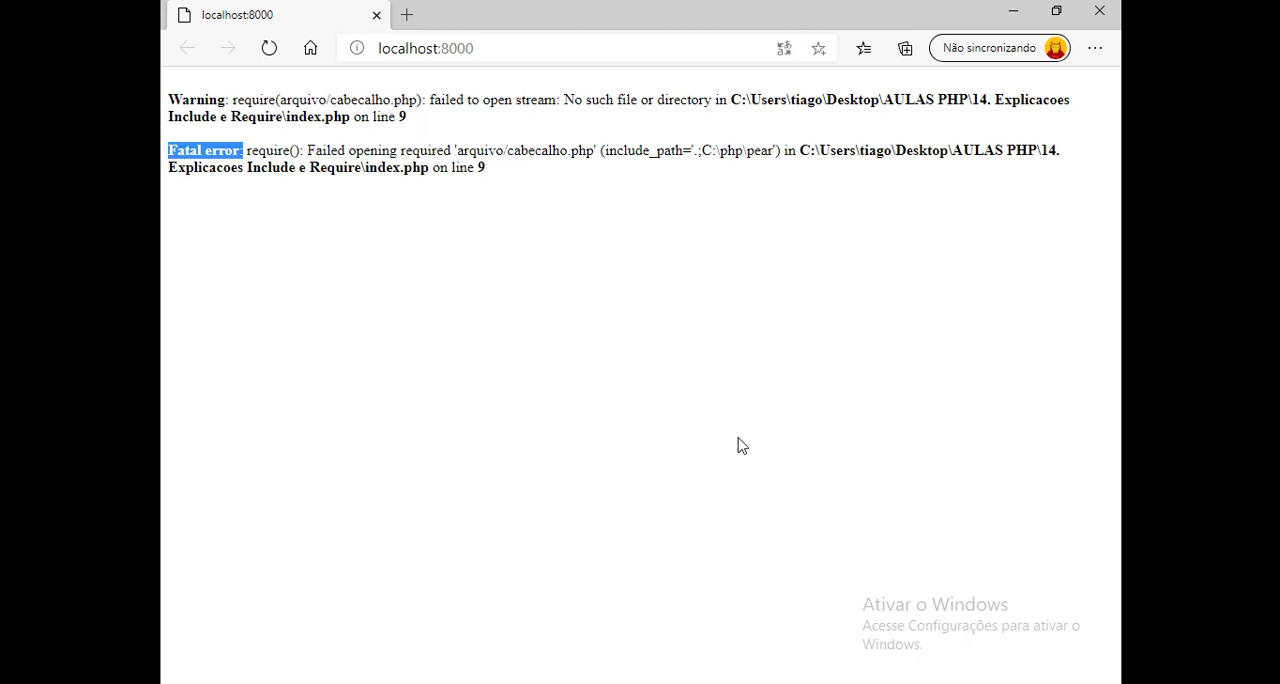 localhost:8000
localhost:8000
Não sincronizando
Warning: require(arquivo/cabecalho.php): failed to open stream: No such file or directory in C:\Users\tiago\Desktop\AULAS PHP\14. Explicacoes
Include e Require\index.php on line 9
Fatal error: require(): Failed opening required 'arquivo/cabecalho.php' (include_path='.;C:\php\pear') in C:\Users\tiago\Desktop\AULAS PHP\14.
Explicacoes Include e Require\index.php on line 9
Ativar o Windows
Acesse Configurações para ativar o
Windows.